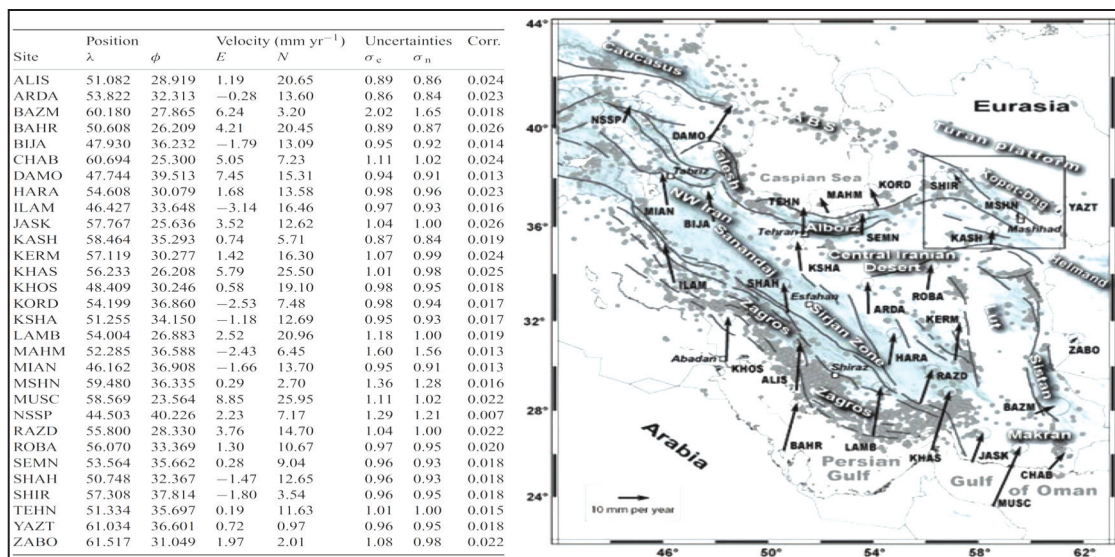 Position Velocity (mm yr−1) Uncertainties Corr.
Site λ ϕ E N σe σn
ALIS 51.082 28.919 1.19 20.65 0.89 0.86 0.024
ARDA 53.822 32.313 −0.28 13.60 0.86 0.84 0.023
BAZM 60.180 27.865 6.24 3.20 2.02 1.65 0.018
BAHR 50.608 26.209 4.21 20.45 0.89 0.87 0.026
BIJA 47.930 36.232 −1.79 13.09 0.95 0.92 0.014
CHAB 60.694 25.300 5.05 7.23 1.11 1.02 0.024
DAMO 47.744 39.513 7.45 15.31 0.94 0.91 0.013
HARA 54.608 30.079 1.68 13.58 0.98 0.96 0.023
ILAM 46.427 33.648 −3.14 16.46 0.97 0.93 0.016
JASK 57.767 25.636 3.52 12.62 1.04 1.00 0.026
KASH 58.464 35.293 0.74 5.71 0.87 0.84 0.019
KERM 57.119 30.277 1.42 16.30 1.07 0.99 0.024
KHAS 56.233 26.208 5.79 25.50 1.01 0.98 0.025
KHOS 48.409 30.246 0.58 19.10 0.98 0.95 0.018
KORD 54.199 36.860 −2.53 7.48 0.98 0.94 0.017
KSHA 51.255 34.150 −1.18 12.69 0.95 0.93 0.017
LAMB 54.004 26.883 2.52 20.96 1.18 1.00 0.019
MAHM 52.285 36.588 −2.43 6.45 1.60 1.56 0.013
MIAN 46.162 36.908 −1.66 13.70 0.95 0.91 0.013
MSHN 59.480 36.335 0.29 2.70 1.36 1.28 0.016
MUSC 58.569 23.564 8.85 25.95 1.11 1.02 0.022
NSSP 44.503 40.226 2.23 7.17 1.29 1.21 0.007
RAZD 55.800 28.330 3.76 14.70 1.04 1.00 0.022
ROBA 56.070 33.369 1.30 10.67 0.97 0.95 0.020
SEMN 53.564 35.662 0.28 9.04 0.96 0.93 0.018
SHAH 50.748 32.367 −1.47 12.65 0.96 0.93 0.018
SHIR 57.308 37.814 −1.80 3.54 0.96 0.95 0.018
TEHN 51.334 35.697 0.19 11.63 1.01 1.00 0.015
YAZT 61.034 36.601 0.72 0.97 0.96 0.95 0.018
ZABO 61.517 31.049 1.97 2.01 1.08 0.98 0.022
44°
Caucasus
Eurasia
NSSP
ABS
40°
DAMO
Turan platform
Talesh
Tabriz
Caspian Sea
KORD
SHIR
Kopet-Dag
TEHN
MAHM
MSHN
YAZT
MIAN
NW Iran
Mashhad
BIJA
Tehran
Alborz
36°
SEMN
KASH
Sanandal
Central Iranian
Desert
KSHA
Helmand
ILAM
SHAH
Esfahan
ROBA
Lut
Zagros
ARDA
KERM
32°
Sirjan Zone
ZABO
Abadan
HARA
KHOS
ALIS
Shiraz
RAZD
Sistan
Zagros
28°
BAZM
Arabia
BAHR
LAMB
Makran
KHAS
JASK
Persian
Gulf
CHAB
Gulf
of Oman
24°
10 mm per year
MUSC
46° 50° 54° 58° 62°